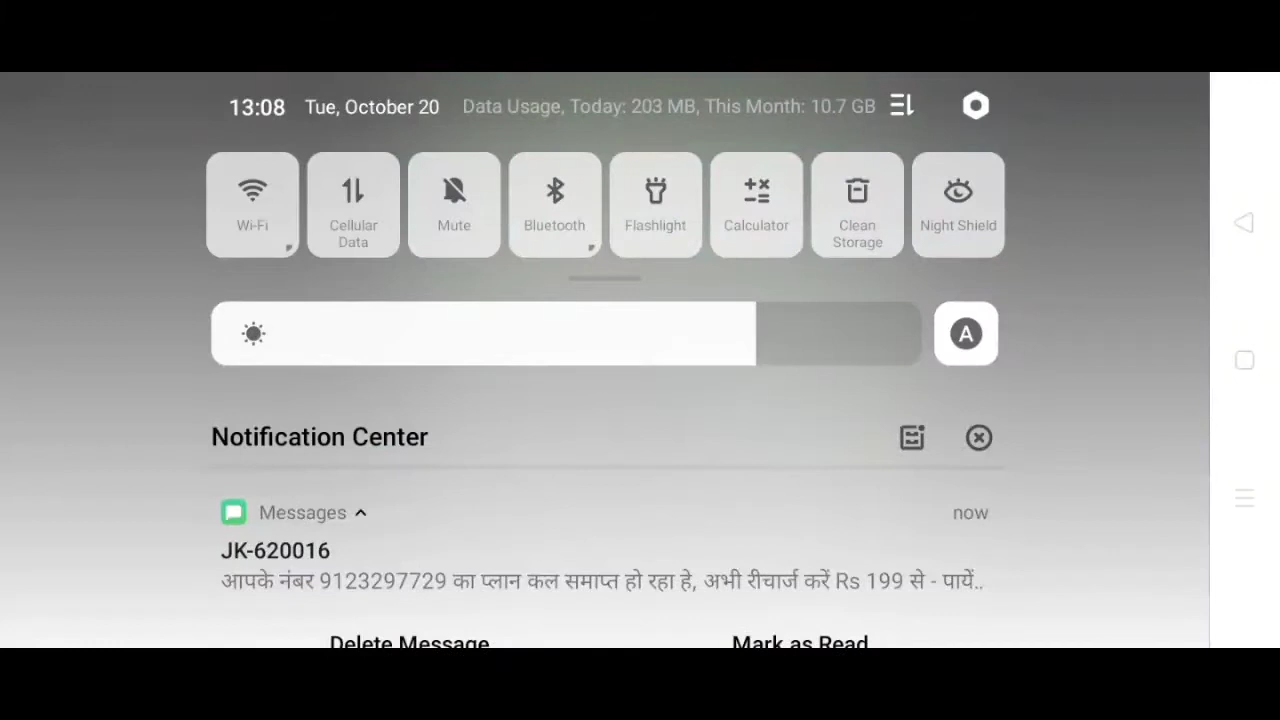 13:08 Tue, October 20 Data Usage, Today: 203 MB, This Month: 10.7 GB
Wi-Fi
Cellular Data
Mute
Bluetooth
Flashlight
Calculator
Clean Storage
Night Shield
A
Notification Center
Messages now
JK-620016
आपके नंबर 9123297729 का प्लान कल समाप्त हो रहा हे, अभी रीचार्ज करें Rs 199 से - पायें..
Delete Message Mark as Read